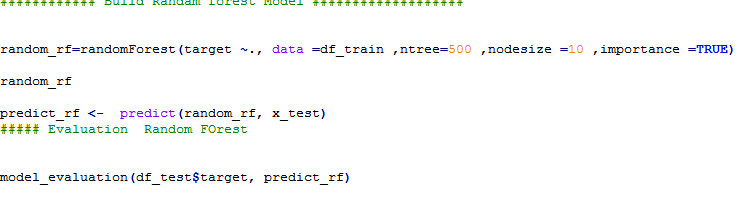 ############ Build Random forest Model ###################
random_rf=randomForest(target ~., data =df_train ,ntree=500 ,nodesize =10 ,importance =TRUE)
random_rf
predict_rf <-  predict(random_rf, x_test)
##### Evaluation  Random FOrest
model_evaluation(df_test$target, predict_rf)